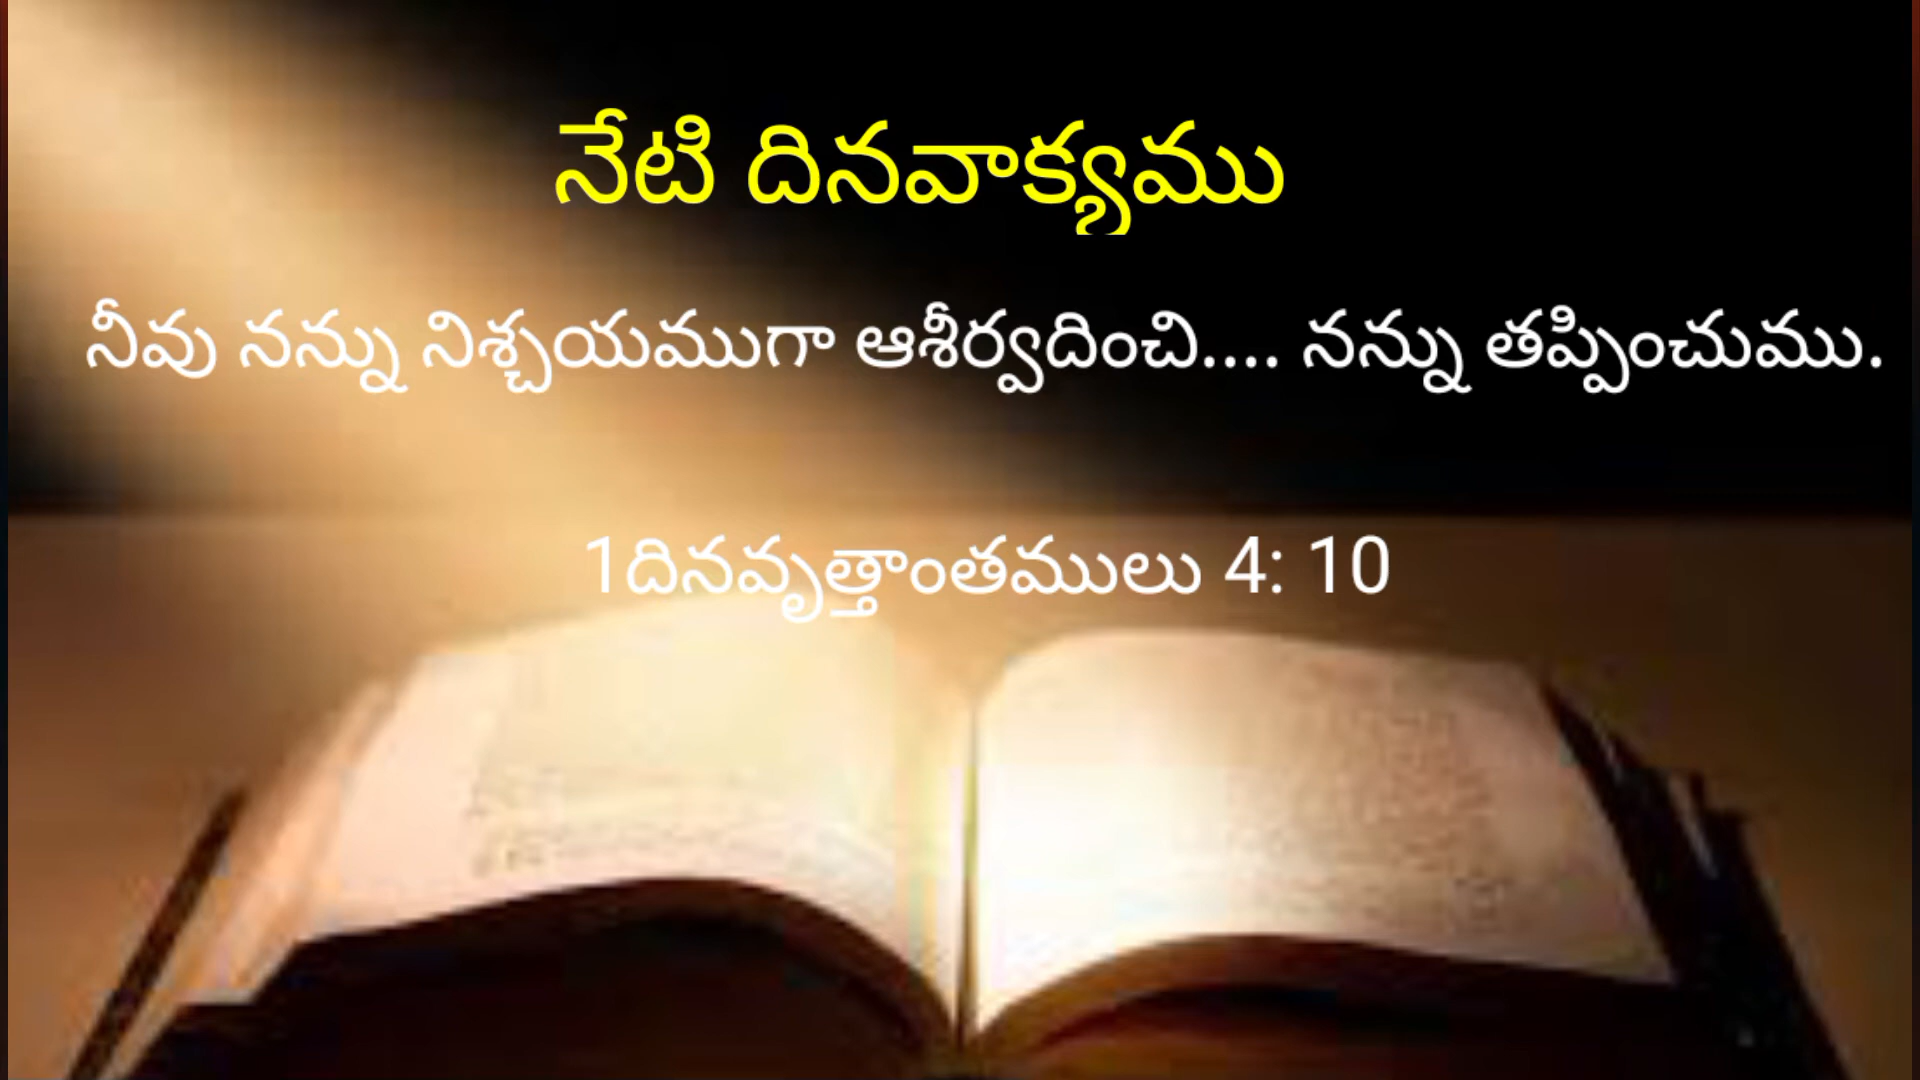 నేటి దినవాక్యము
నీవు నన్ను నిశ్చయముగా ఆశీర్వదించి.... నన్ను తప్పించుము.
1దినవృత్తాంతములు 4: 10